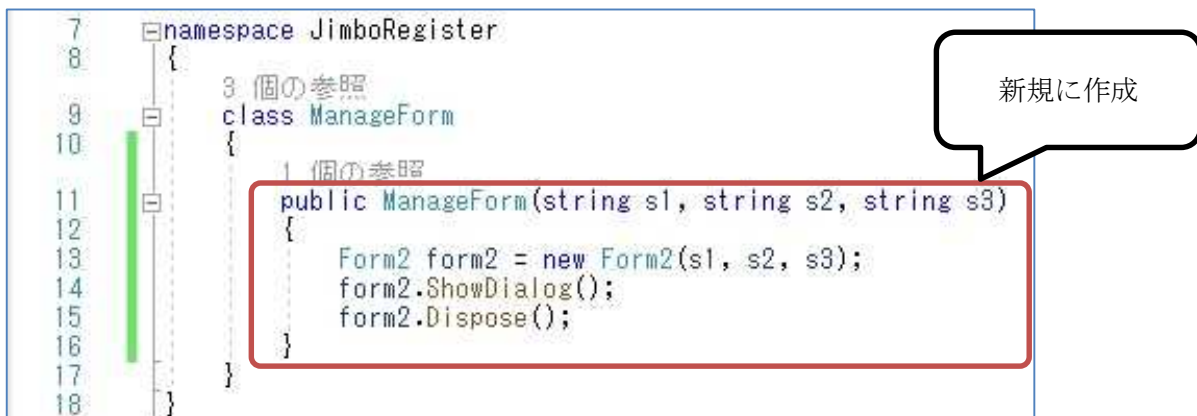 7 namespace JimboRegister
8 {
3 個の参照
9 class ManageForm
10 {
1 個の参照
11 public ManageForm(string s1, string s2, string s3)
12 {
13 Form2 form2 = new Form2(s1, s2, s3);
14 form2.ShowDialog();
15 form2.Dispose();
16 }
17 }
18 }
新規に作成